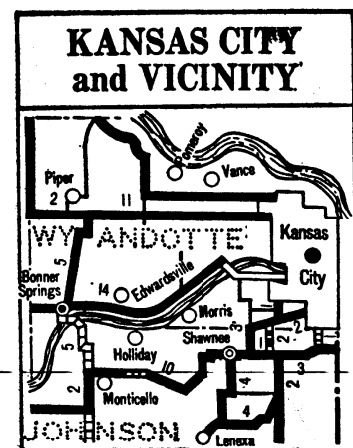 KANSAS CITY
and VICINITY
Pomeroy
Piper
Vance
2
11
WYANDOTTE
Kansas
City
5
Bonner
Springs
14
Edwardsville
Morris
3
Shawnee
2
2
5
Holliday
10
3
2
Monticello
4
2
4
JOHNSON
Lenexa